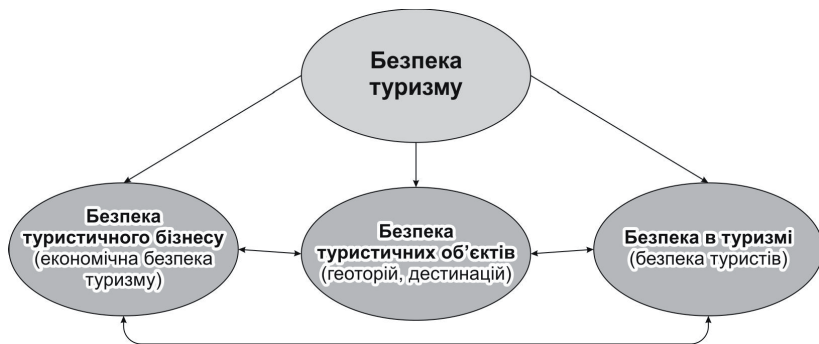 Безпека
туризму
Безпека
туристичного бізнесу
(економічна безпека
туризму)
Безпека
туристичних об’єктів
(геоторій, дестинацій)
Безпека в туризмі
(безпека туристів)